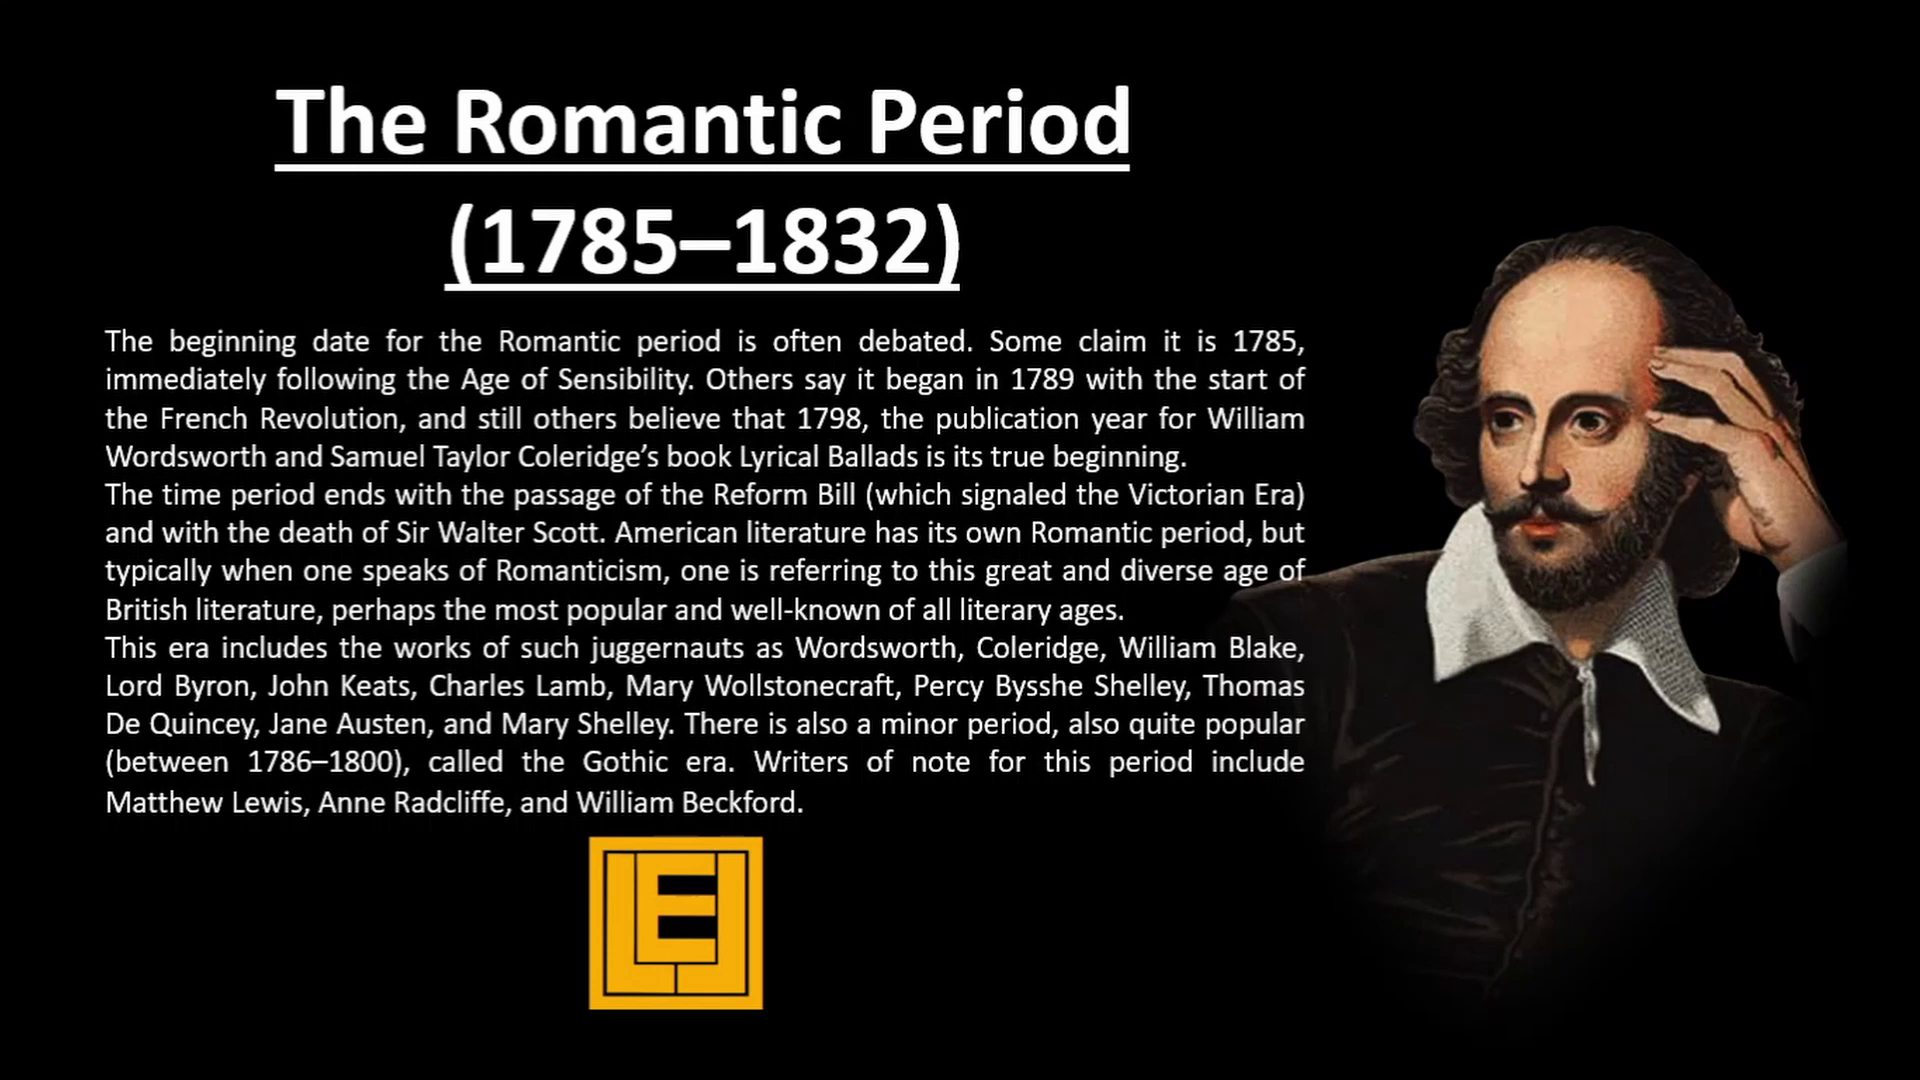 The Romantic Period
(1785–1832)
The beginning date for the Romantic period is often debated. Some claim it is 1785,
immediately following the Age of Sensibility. Others say it began in 1789 with the start of
the French Revolution, and still others believe that 1798, the publication year for William
Wordsworth and Samuel Taylor Coleridge’s book Lyrical Ballads is its true beginning.
The time period ends with the passage of the Reform Bill (which signaled the Victorian Era)
and with the death of Sir Walter Scott. American literature has its own Romantic period, but
typically when one speaks of Romanticism, one is referring to this great and diverse age of
British literature, perhaps the most popular and well-known of all literary ages.
This era includes the works of such juggernauts as Wordsworth, Coleridge, William Blake,
Lord Byron, John Keats, Charles Lamb, Mary Wollstonecraft, Percy Bysshe Shelley, Thomas
De Quincey, Jane Austen, and Mary Shelley. There is also a minor period, also quite popular
(between 1786–1800), called the Gothic era. Writers of note for this period include
Matthew Lewis, Anne Radcliffe, and William Beckford.